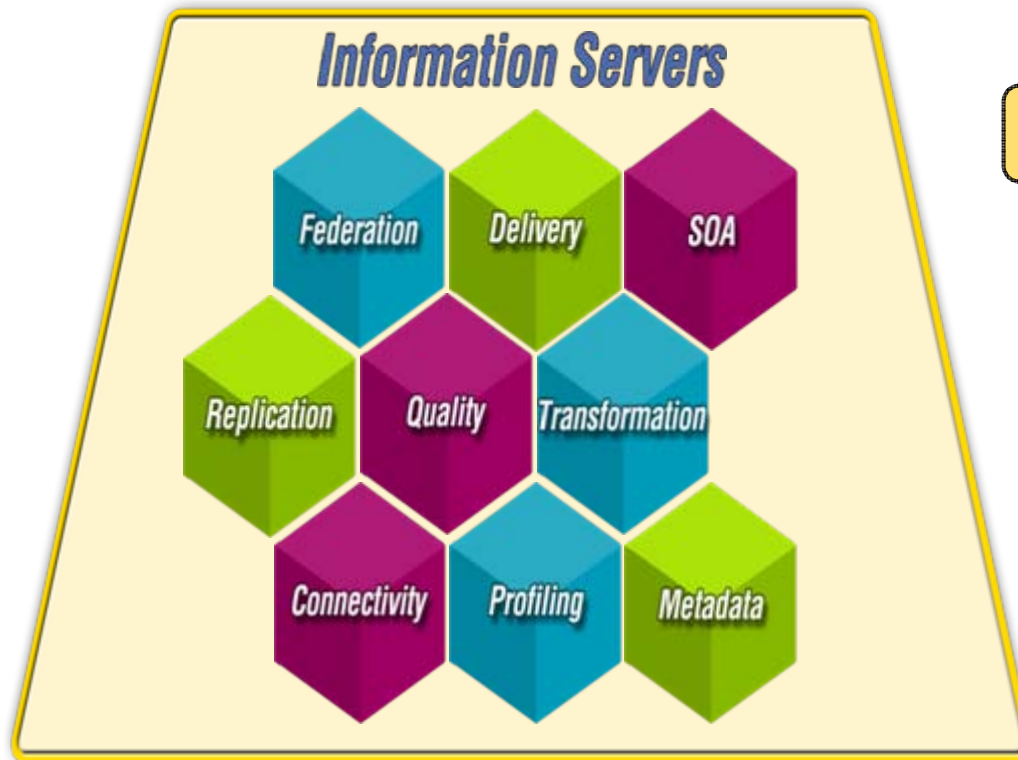 Information Servers
Federation
Delivery
SOA
Replication
Quality
Transformation
Connectivity
Profiling
Metadata